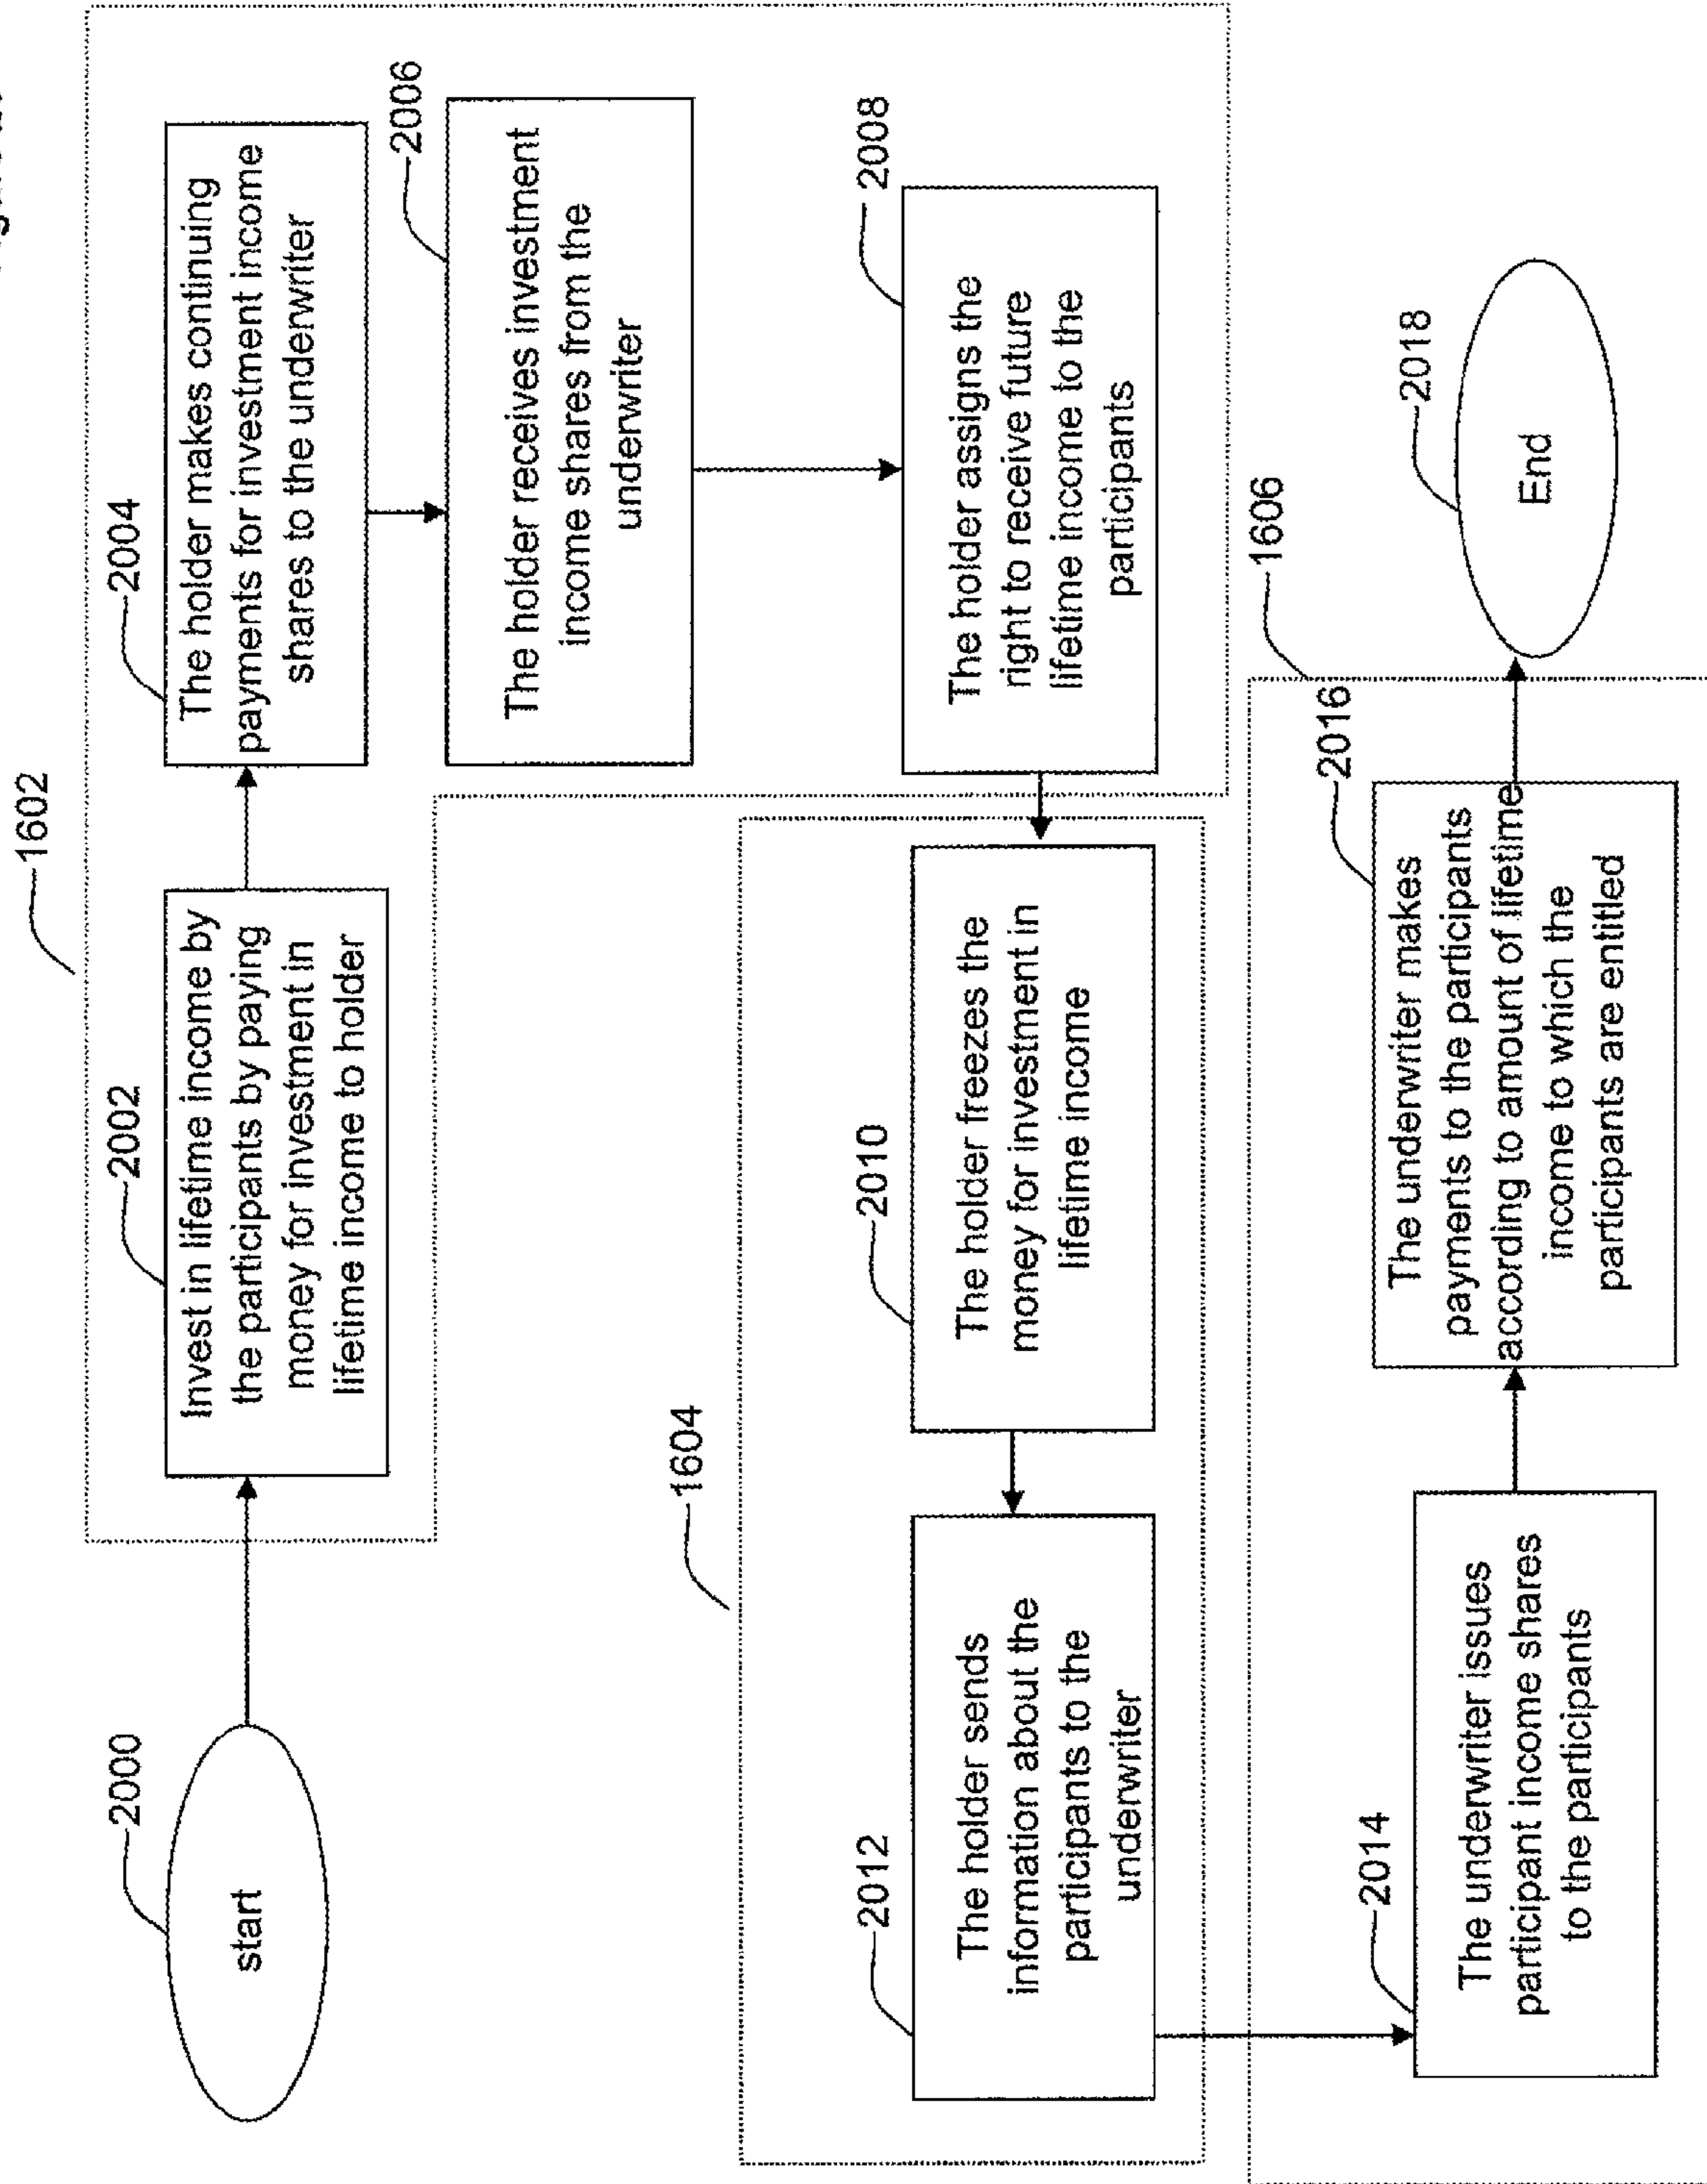 1602
2000
start
2002
Invest in lifetime income by
the participants by paying
money for investment in
lifetime income to holder
2004
The holder makes continuing
payments for investment income
shares to the underwriter
2006
The holder receives investment
income shares from the
underwriter
2008
The holder assigns the
right to receive future
lifetime income to the
participants
1604
2010
The holder freezes the
money for investment in
lifetime income
2012
The holder sends
information about the
participants to the
underwriter
1606
2014
The underwriter issues
participant income shares
to the participants
2016
The underwriter makes
payments to the participants
according to amount of lifetime
income to which the
participants are entitled
2018
End